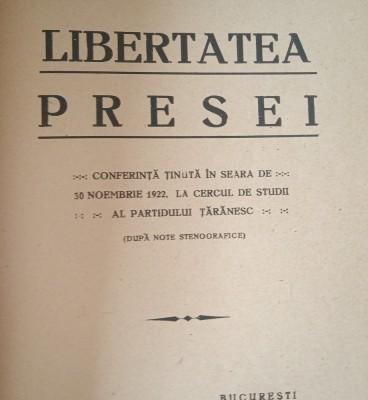 LIBERTATEA
PRESEI
CONFERINȚĂ ȚINUTĂ ÎN SEARA DE
30 NOEMBRIE 1922, LA CERCUL DE STUDII
AL PARTIDULUI ȚĂRĂNESC
(DUPĂ NOTE STENOGRAFICE)
BUCUREȘTI